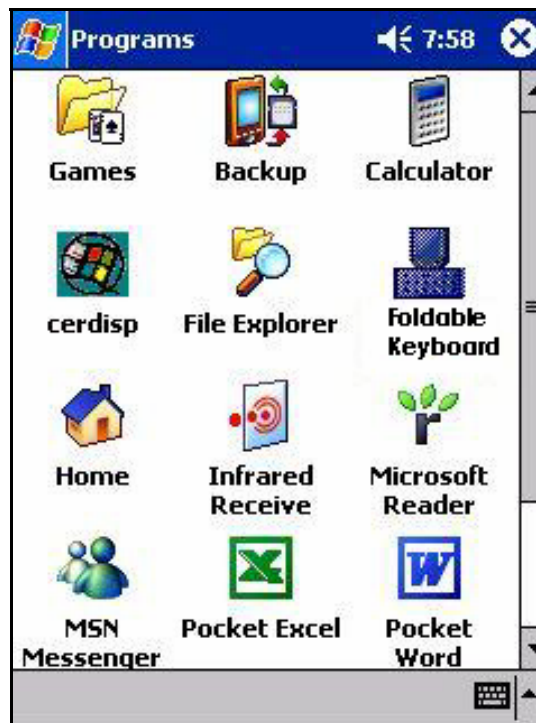 Programs 7:58
Games Backup Calculator
cerdisp File Explorer Foldable
Keyboard
Home Infrared Microsoft
Receive Reader
MSN Pocket Excel Pocket
Messenger Word